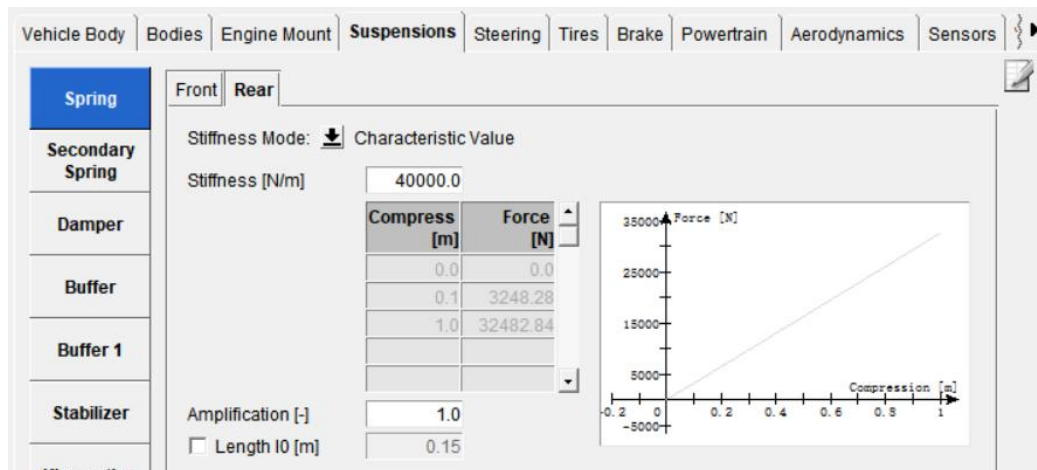 Vehicle Body Bodies Engine Mount Suspensions Steering Tires Brake Powertrain Aerodynamics Sensors
Spring
Secondary
Spring
Damper
Buffer
Buffer 1
Stabilizer
Front Rear
Stiffness Mode: Characteristic Value
Stiffness [N/m] 40000.0
Compress Force
[m] [N]
0.0 0.0
0.1 3248.28
1.0 32482.84
Amplification [-] 1.0
Length l0 [m] 0.15
35000 Force [N]
25000
15000
5000
Compression [m]
-0.2 0 0.2 0.4 0.6 0.8 1
-5000